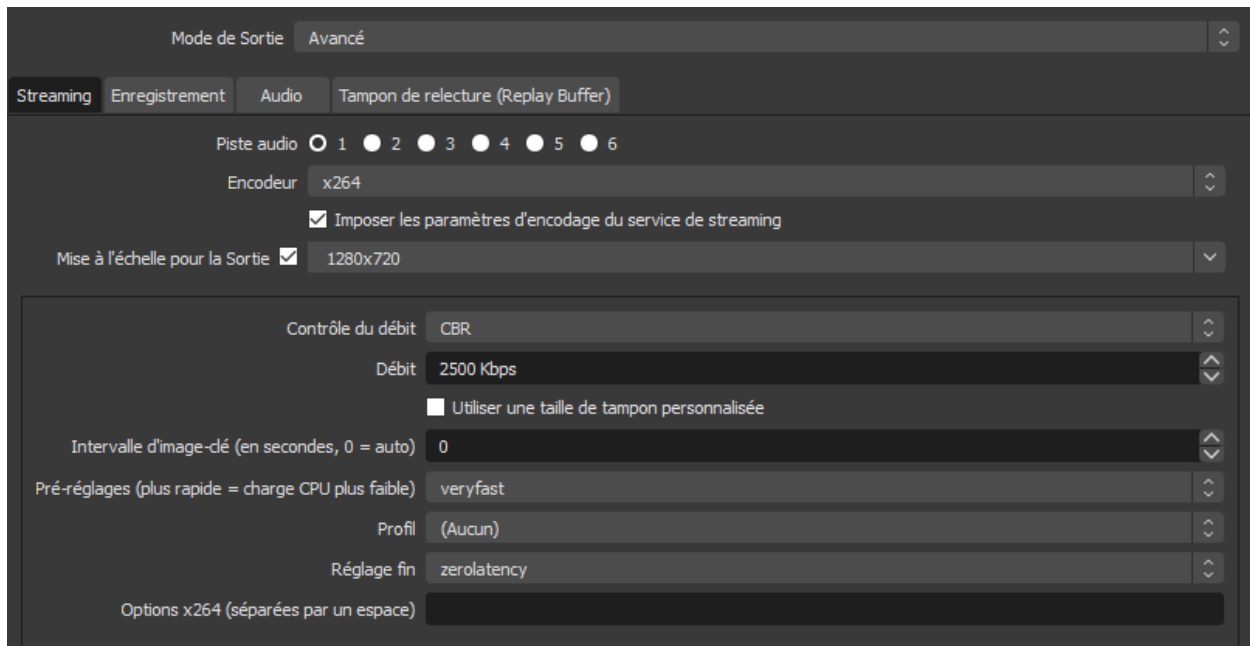 Mode de Sortie Avancé
Streaming Enregistrement Audio Tampon de relecture (Replay Buffer)
Piste audio 1 2 3 4 5 6
Encodeur x264
Imposer les paramètres d'encodage du service de streaming
Mise à l'échelle pour la Sortie 1280x720
Contrôle du débit CBR
Débit 2500 Kbps
Utiliser une taille de tampon personnalisée
Intervalle d'image-clé (en secondes, 0 = auto) 0
Pré-réglages (plus rapide = charge CPU plus faible) veryfast
Profil (Aucun)
Réglage fin zerolatency
Options x264 (séparées par un espace)